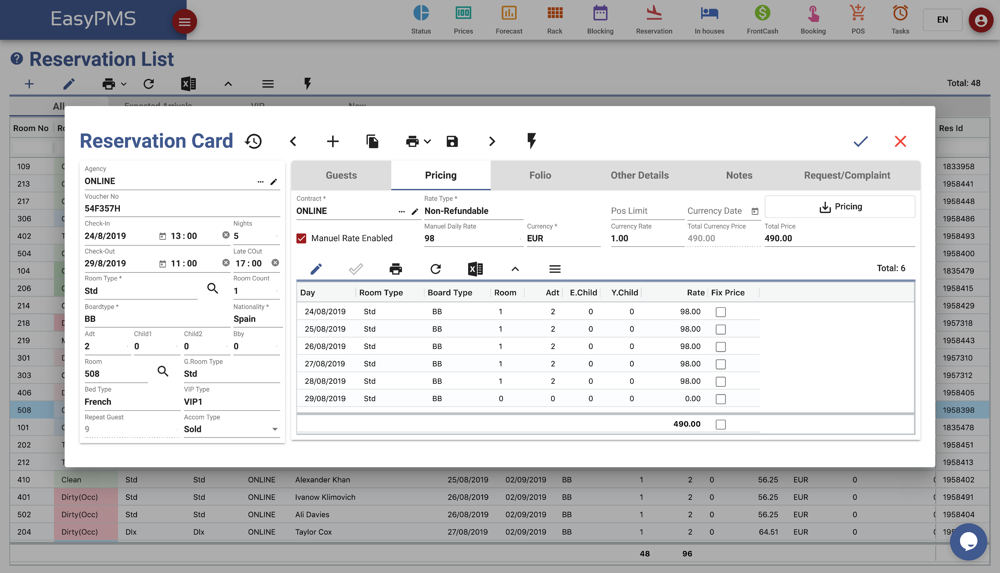 EasyPMS
Status Prices Forecast Rack Blocking Reservation In houses FrontCash Booking POS Tasks EN
Reservation List
Total: 48
All Expected Arrivals VIP New
Room No Res Id
109 1833958
213 1958441
217 1958448
306 1958486
402 1958493
504 1958400
104 1835479
206 1958415
214 1958429
218 1957318
219 1958443
301 1957310
303 1957312
406 1958405
508 1958398
101 1835478
202 1958451
212 1958413
Reservation Card
Agency
ONLINE
Voucher No
54F357H
Check-In Nights
24/8/2019 13 : 00 5
Check-Out Late COut
29/8/2019 11 : 00 17 : 00
Room Type * Room Count
Std 1
Boardtype * Nationality *
BB Spain
Adt Child1 Child2 Bby
2 0 0 0
Room G.Room Type
508 Std
Bed Type VIP Type
French VIP1
Repeat Guest Accom Type
9 Sold
Guests Pricing Folio Other Details Notes Request/Complaint
Contract * Rate Type *
ONLINE Non-Refundable Pos Limit Currency Date Pricing
Manuel Daily Rate Currency * Currency Rate Total Currency Price Total Price
Manuel Rate Enabled 98 EUR 1.00 490.00 490.00
Total: 6
Day Room Type Board Type Room Adt E.Child Y.Child Rate Fix Price
24/08/2019 Std BB 1 2 0 0 98.00
25/08/2019 Std BB 1 2 0 0 98.00
26/08/2019 Std BB 1 2 0 0 98.00
27/08/2019 Std BB 1 2 0 0 98.00
28/08/2019 Std BB 1 2 0 0 98.00
29/08/2019 Std BB 0 0 0 0 0.00
490.00
410 Clean Std Std ONLINE Alexander Khan 25/08/2019 02/09/2019 BB 1 2 0 56.25 EUR 0 1958402
401 Dirty(Occ) Std Std ONLINE Ivanow Klimovich 26/08/2019 02/09/2019 BB 1 2 0 56.25 EUR 0 1958491
502 Dirty(Occ) Std Std ONLINE Ali Davies 26/08/2019 02/09/2019 BB 1 2 0 56.25 EUR 0 1958404
204 Dirty(Occ) Dlx Dlx ONLINE Taylor Cox 27/08/2019 02/09/2019 BB 1 2 0 64.51 EUR 0
48 96